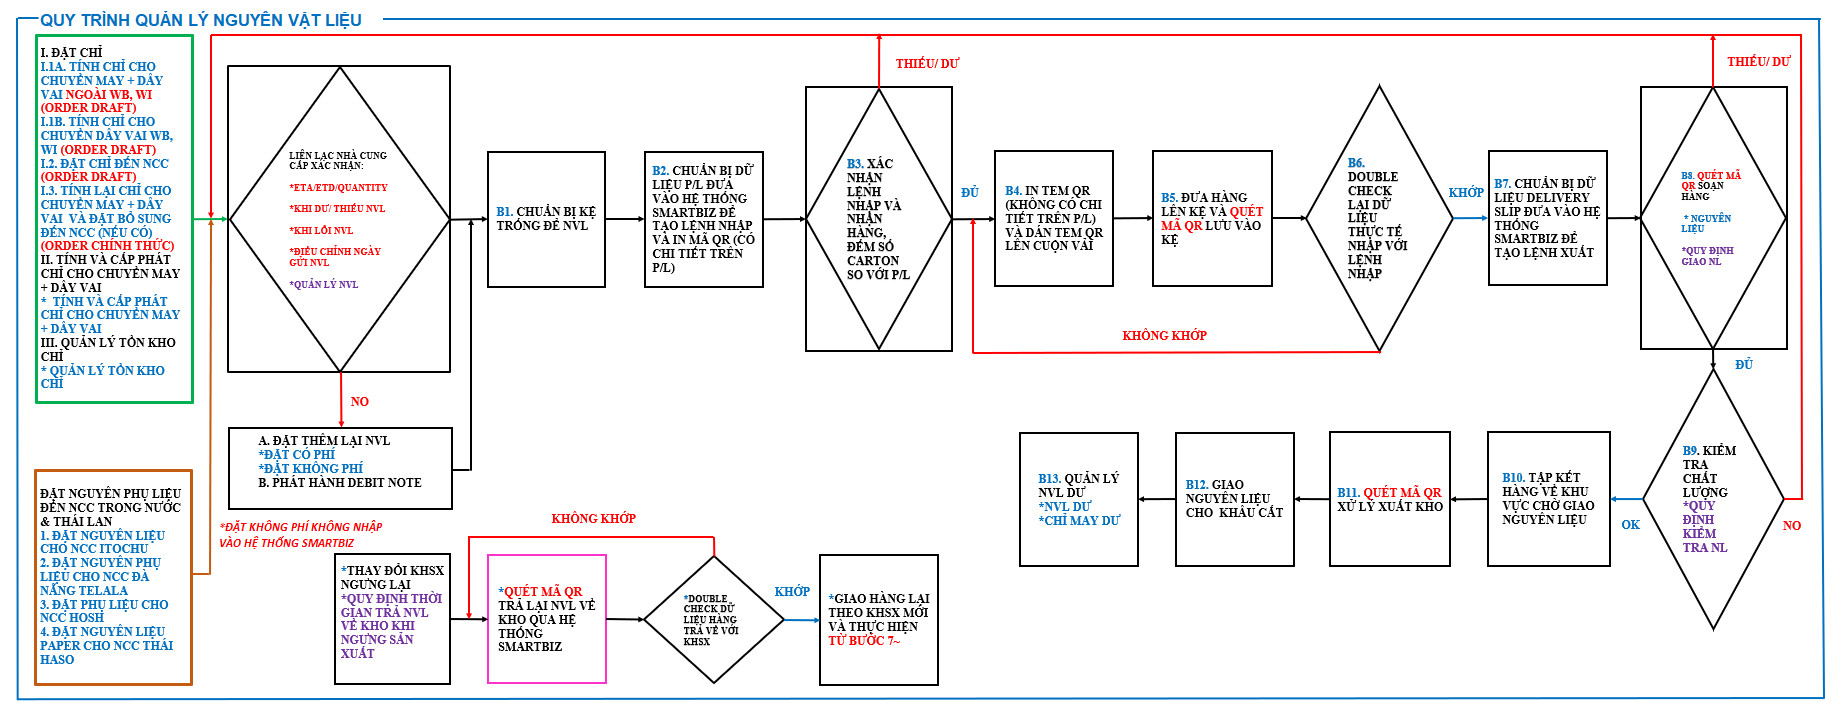 QUY TRÌNH QUẢN LÝ NGUYÊN VẬT LIỆU
I. ĐẶT CHỈ
I.1A. TÍNH CHỈ CHO
CHUYỀN MAY + DÂY
VAI NGOÀI WB, WI
(ORDER DRAFT)
I.1B. TÍNH CHỈ CHO
CHUYỀN DÂY VAI WB,
WI (ORDER DRAFT)
I.2. ĐẶT CHỈ ĐẾN NCC
(ORDER DRAFT)
I.3. TÍNH LẠI CHỈ CHO
CHUYỀN MAY + DÂY
VAI VÀ ĐẶT BỔ SUNG
ĐẾN NCC (NẾU CÓ)
(ORDER CHÍNH THỨC)
II. TÍNH VÀ CẤP PHÁT
CHỈ CHO CHUYỀN MAY
+ DÂY VAI
* TÍNH VÀ CẤP PHÁT
CHỈ CHO CHUYỀN MAY
+ DÂY VAI
III. QUẢN LÝ TỒN KHO
CHỈ
* QUẢN LÝ TỒN KHO
CHỈ
LIÊN LẠC NHÀ CUNG
CẤP XÁC NHẬN:
*ETA/ETD/QUANTITY
*KHI DƯ/ THIẾU NVL
*KHI LỖI NVL
*ĐIỀU CHỈNH NGÀY
GỬI NVL
*QUẢN LÝ NVL
NO
A. ĐẶT THÊM LẠI NVL
*ĐẶT CÓ PHÍ
*ĐẶT KHÔNG PHÍ
B. PHÁT HÀNH DEBIT NOTE
B1. CHUẨN BỊ KỆ
TRỐNG ĐỂ NVL
B2. CHUẨN BỊ DỮ
LIỆU P/L ĐƯA
VÀO HỆ THỐNG
SMARTBIZ ĐỂ
TẠO LỆNH NHẬP
VÀ IN MÃ QR (CÓ
CHI TIẾT TRÊN
P/L)
THIẾU/ DƯ
B3. XÁC
NHẬN
LỆNH
NHẬP VÀ
NHẬN
HÀNG,
ĐẾM SỐ
CARTON
SO VỚI P/L
ĐỦ
B4. IN TEM QR
(KHÔNG CÓ CHI
TIẾT TRÊN P/L)
VÀ DÁN TEM QR
LÊN CUỘN VẢI
B5. ĐƯA HÀNG
LÊN KỆ VÀ QUÉT
MÃ QR LƯU VÀO
KỆ
B6.
DOUBLE
CHECK
LẠI DỮ
LIỆU
THỰC TẾ
NHẬP VỚI
LỆNH
NHẬP
KHÔNG KHỚP
KHỚP
B7. CHUẨN BỊ DỮ
LIỆU DELIVERY
SLÍP ĐƯA VÀO HỆ
THỐNG
SMARTBIZ ĐỂ
TẠO LỆNH XUẤT
THIẾU/ DƯ
B8. QUÉT MÃ
QR SOẠN
HÀNG
* NGUYÊN
LIỆU
*QUY ĐỊNH
GIAO NL
ĐỦ
B9. KIỂM
TRA
CHẤT
LƯỢNG
*QUY
ĐỊNH
KIỂM
TRA NL
NO
OK
B10. TẬP KẾT
HÀNG VỀ KHU
VỰC CHỜ GIAO
NGUYÊN LIỆU
B11. QUÉT MÃ QR
XỬ LÝ XUẤT KHO
B12. GIAO
NGUYÊN LIỆU
CHO KHÂU CẮT
B13. QUẢN LÝ
NVL DƯ
*NVL DƯ
*CHỈ MAY DƯ
ĐẶT NGUYÊN PHỤ LIỆU
ĐẾN NCC TRONG NƯỚC
& THÁI LAN
1. ĐẶT NGUYÊN LIỆU
CHO NCC ITOCHU
2. ĐẶT NGUYÊN PHỤ
LIỆU CHO NCC ĐÀ
NẴNG TELALA
3. ĐẶT PHỤ LIỆU CHO
NCC HOSH
4. ĐẶT NGUYÊN LIỆU
PAPER CHO NCC THÁI
HASO
*ĐẶT KHÔNG PHÍ KHÔNG NHẬP
VÀO HỆ THỐNG SMARTBIZ
*THAY ĐỔI KHSX
NGƯNG LẠI
*QUY ĐỊNH THỜI
GIAN TRẢ NVL
VỀ KHO KHI
NGƯNG SẢN
XUẤT
KHÔNG KHỚP
*QUÉT MÃ QR
TRẢ LẠI NVL VỀ
KHO QUA HỆ
THỐNG
SMARTBIZ
*DOUBLE
CHECK DỮ
LIỆU HÀNG
TRẢ VỀ VỚI
KHSX
KHỚP
*GIAO HÀNG LẠI
THEO KHSX MỚI
VÀ THỰC HIỆN
TỪ BƯỚC 7~